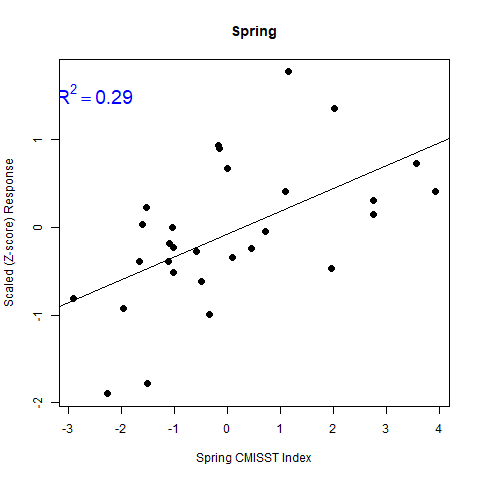 Spring
R² = 0.29
Scaled (Z-score) Response
1
0
-1
-2
-3 -2 -1 0 1 2 3 4
Spring CMISST Index